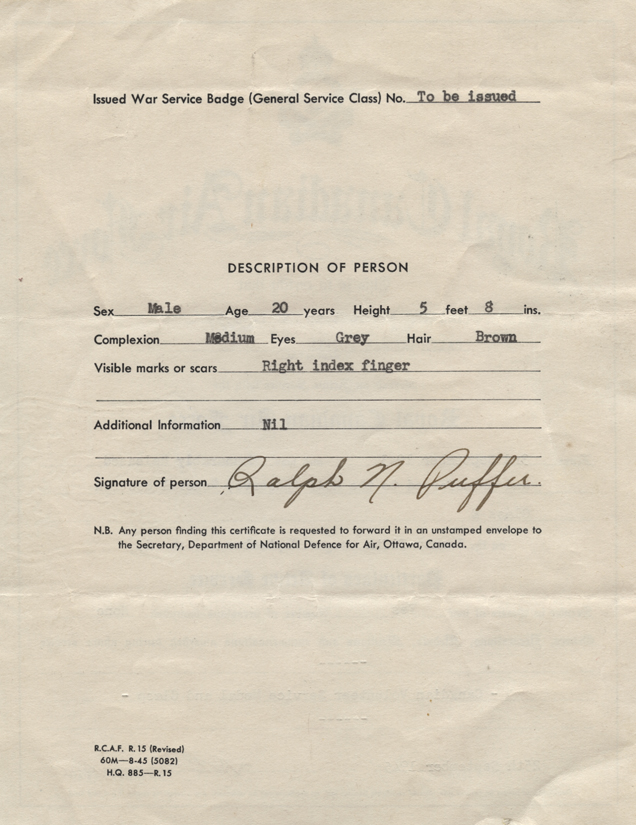 Issued War Service Badge (General Service Class) No. To be issued
DESCRIPTION OF PERSON
Sex Male Age 20 years Height 5 feet 8 ins.
Complexion Medium Eyes Grey Hair Brown
Visible marks or scars Right index finger
Additional Information Nil
Signature of person Ralph N. Puffer.
N.B. Any person finding this certificate is requested to forward it in an unstamped envelope to
the Secretary, Department of National Defence for Air, Ottawa, Canada.
R.C.A.F. R. 15 (Revised)
60M—8-45 (5082)
H.Q. 885—R. 15